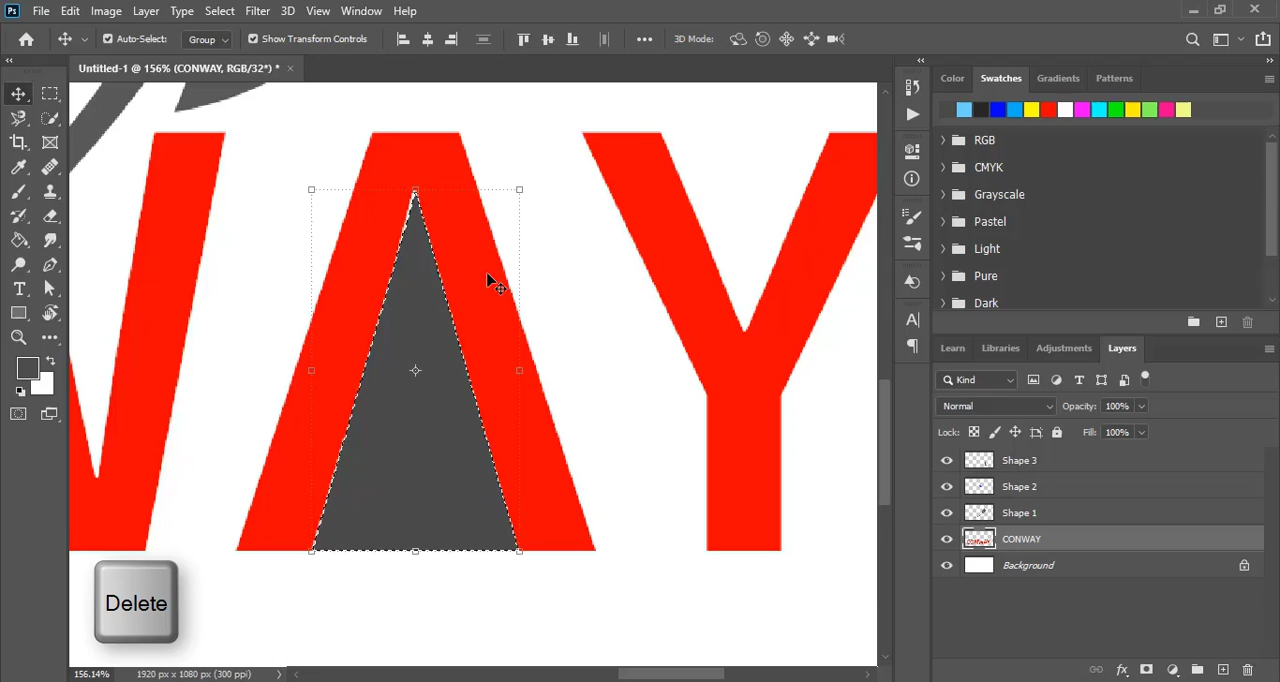 Ps File Edit Image Layer Type Select Filter 3D View Window Help
Auto-Select: Group Show Transform Controls 3D Mode:
Untitled-1 @ 156% (CONWAY, RGB/32*) *
Color Swatches Gradients Patterns
RGB
CMYK
Grayscale
Pastel
Light
Pure
Dark
WAY
Learn Libraries Adjustments Layers
Kind
Normal Opacity: 100%
Lock: Fill: 100%
Shape 3
Shape 2
Shape 1
CONWAY CONWAY
Background
Delete
156.14% 1920 px x 1080 px (300 ppi)